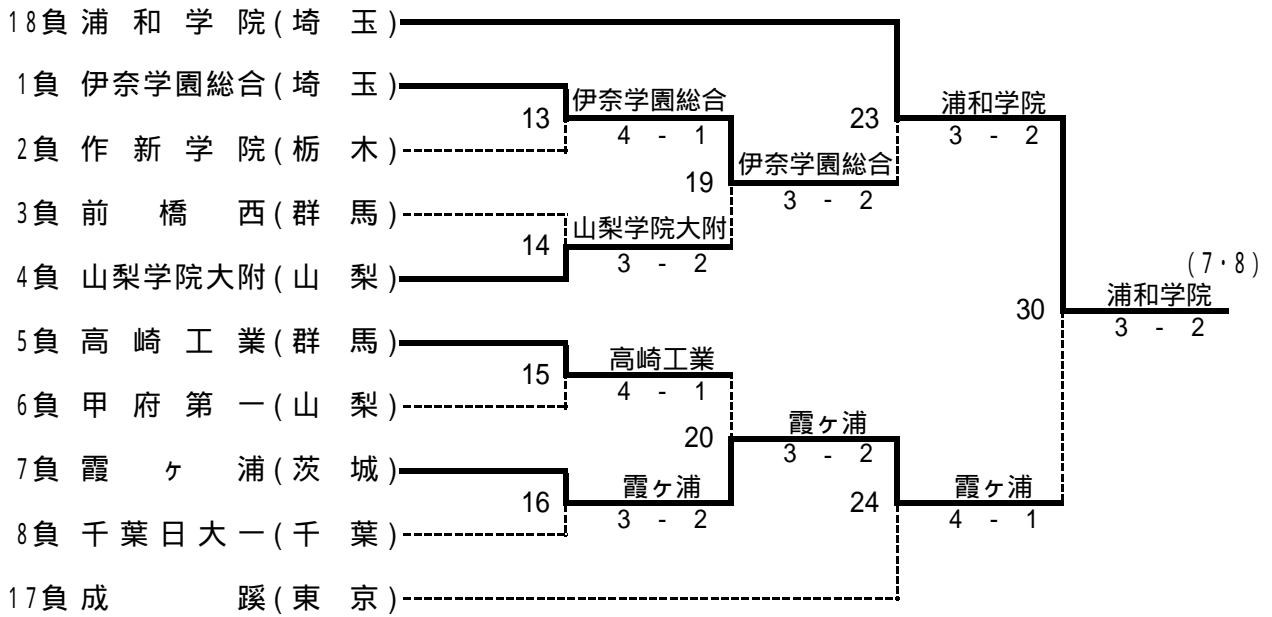 18負 浦和学院(埼玉)
1負 伊奈学園総合(埼玉)
伊奈学園総合
浦和学院
13
23
4 - 1
3 - 2
2負 作新学院(栃木)
伊奈学園総合
19
3 - 2
3負 前橋西(群馬)
山梨学院大附
14
3 - 2
4負 山梨学院大附(山梨)
(7・8)
浦和学院
30
3 - 2
5負 高崎工業(群馬)
高崎工業
15
4 - 1
6負 甲府第一(山梨)
霞ヶ浦
20
3 - 2
7負 霞ヶ浦(茨城)
霞ヶ浦
霞ヶ浦
16
24
3 - 2
4 - 1
8負 千葉日大一(千葉)
17負 成蹊(東京)